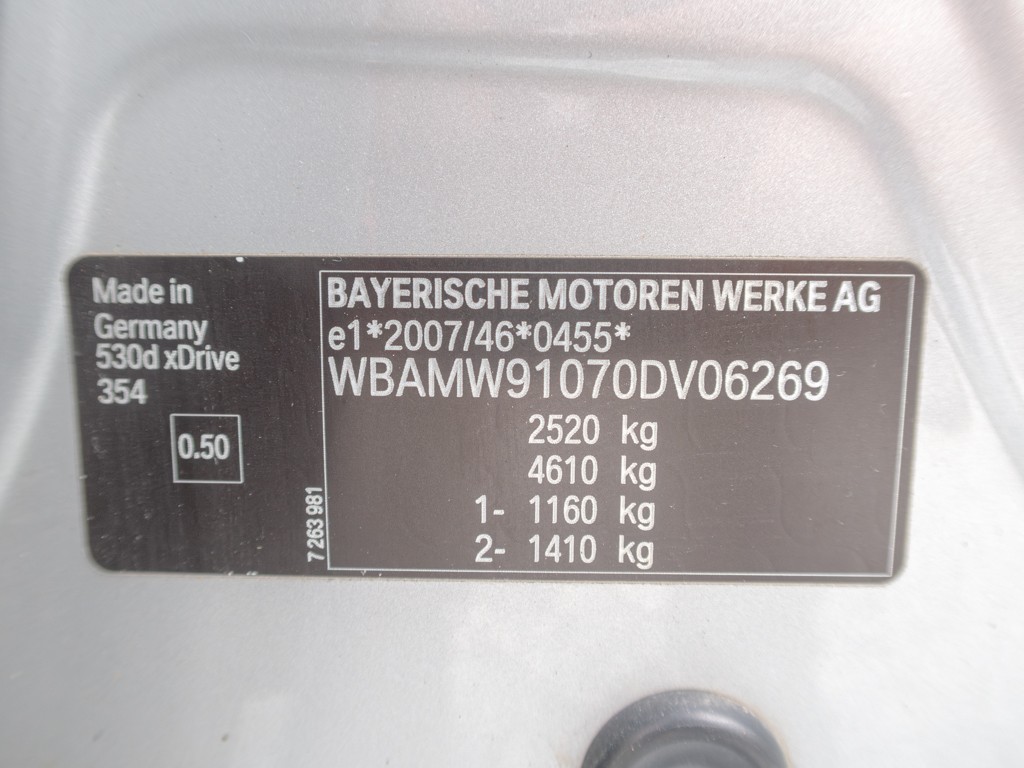 Made in
Germany
530d xDrive
354
0.50
7 263 981
BAYERISCHE MOTOREN WERKE AG
e1*2007/46*0455*
WBAMW91070DV06269
2520 kg
4610 kg
1- 1160 kg
2- 1410 kg